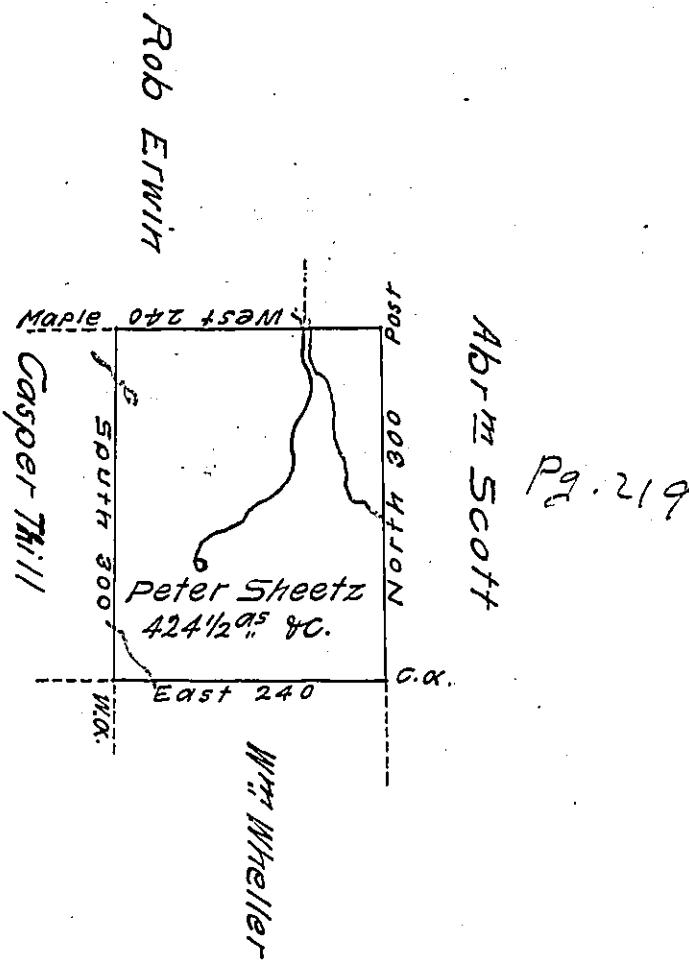 Rob Erwin
Abrm Scott
Pg. 219
Post
Maple
West 240
Casper Thill
South 300
North 300
Peter Sheetz
424 1/2 as &c.
East 240
C.O.
W.O.
Wm Wheller